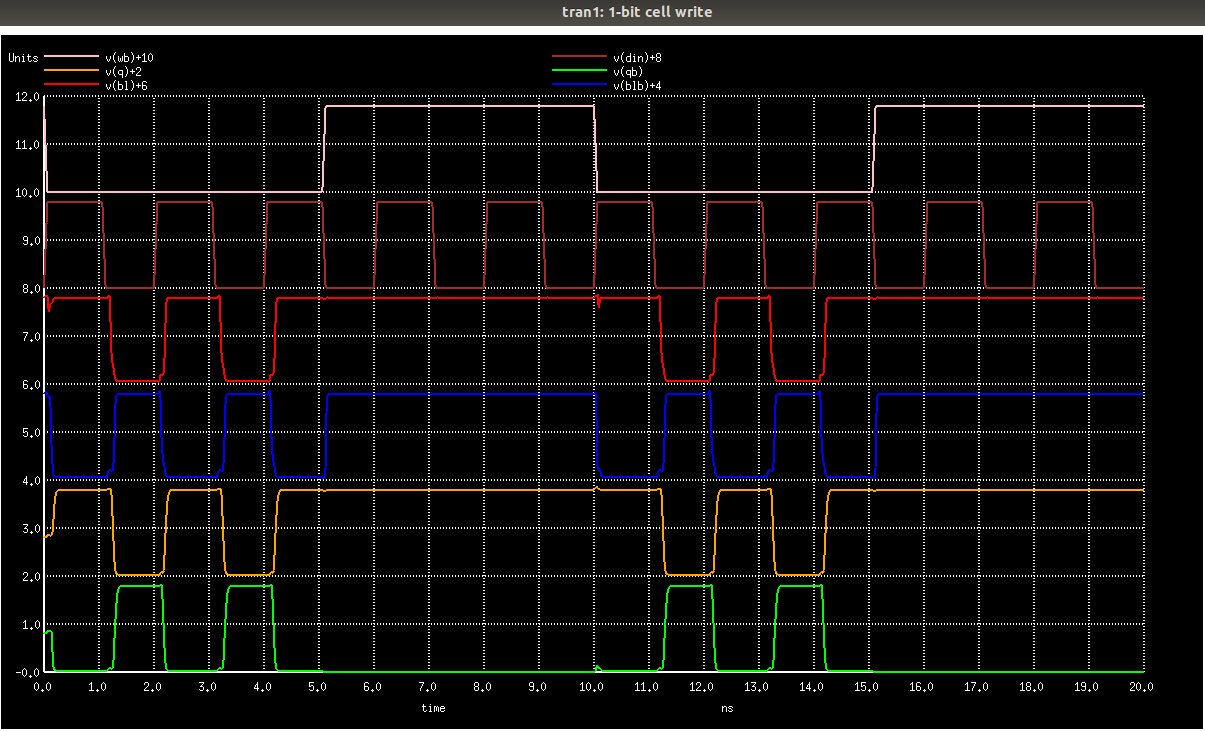 tran1: 1-bit cell write
Units v(wb)+10 v(din)+8
v(q)+2 v(qb)
v(bl)+6 v(blb)+4
12.0
11.0
10.0
9.0
8.0
7.0
6.0
5.0
4.0
3.0
2.0
1.0
-0.0
0.0 1.0 2.0 3.0 4.0 5.0 6.0 7.0 8.0 9.0 10.0 11.0 12.0 13.0 14.0 15.0 16.0 17.0 18.0 19.0 20.0
time ns